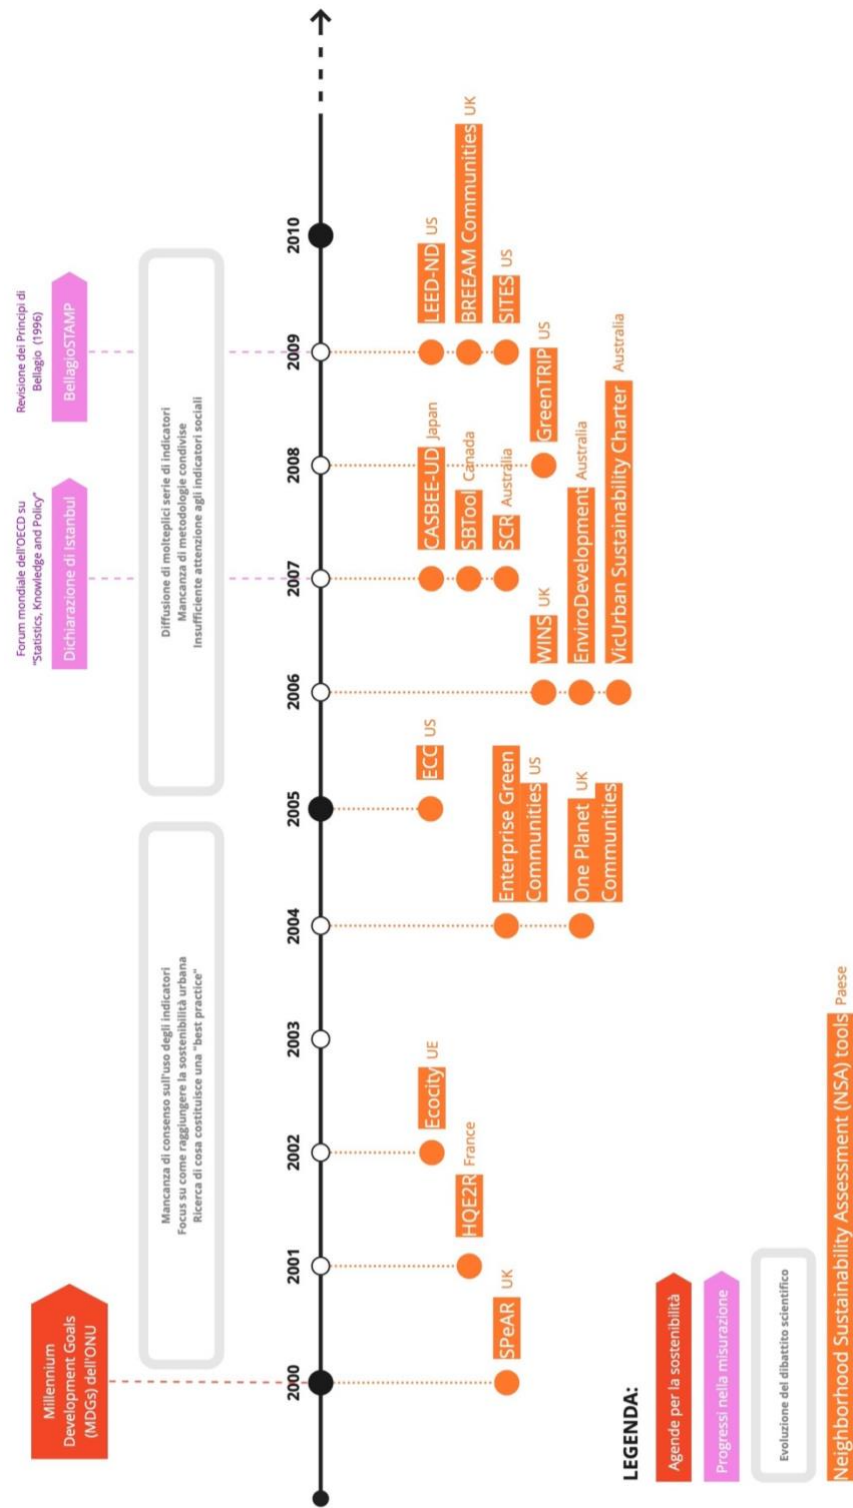 Millennium
Development Goals
(MDGs) dell'ONU
Forum mondiale dell'OECD su
"Statistics, Knowledge and Policy"
Dichiarazione di Istanbul
Revisione dei Principi di
Bellagio (1996)
BellagioSTAMP
Mancanza di consenso sull'uso degli indicatori
Focus su come raggiungere la sostenibilità urbana
Ricerca di cosa costituisce una "best practice"
Diffusione di molteplici serie di indicatori
Mancanza di metodologie condivise
Insufficiente attenzione agli indicatori sociali
2000
2001
2002
2003
2004
2005
2006
2007
2008
2009
2010
SPeAR UK
HQE2R France
Ecocity UE
Enterprise Green
Communities US
One Planet UK
Communities
ECC US
WINS UK
EnviroDevelopment Australia
VicUrban Sustainability Charter Australia
CASBEE-UD Japan
SBTool Canada
SCR Australia
GreenTRIP US
LEED-ND US
BREEAM Communities UK
SITES US
LEGENDA:
Agende per la sostenibilità
Progressi nella misurazione
Evoluzione del dibattito scientifico
Neighborhood Sustainability Assessment (NSA) tools Paese